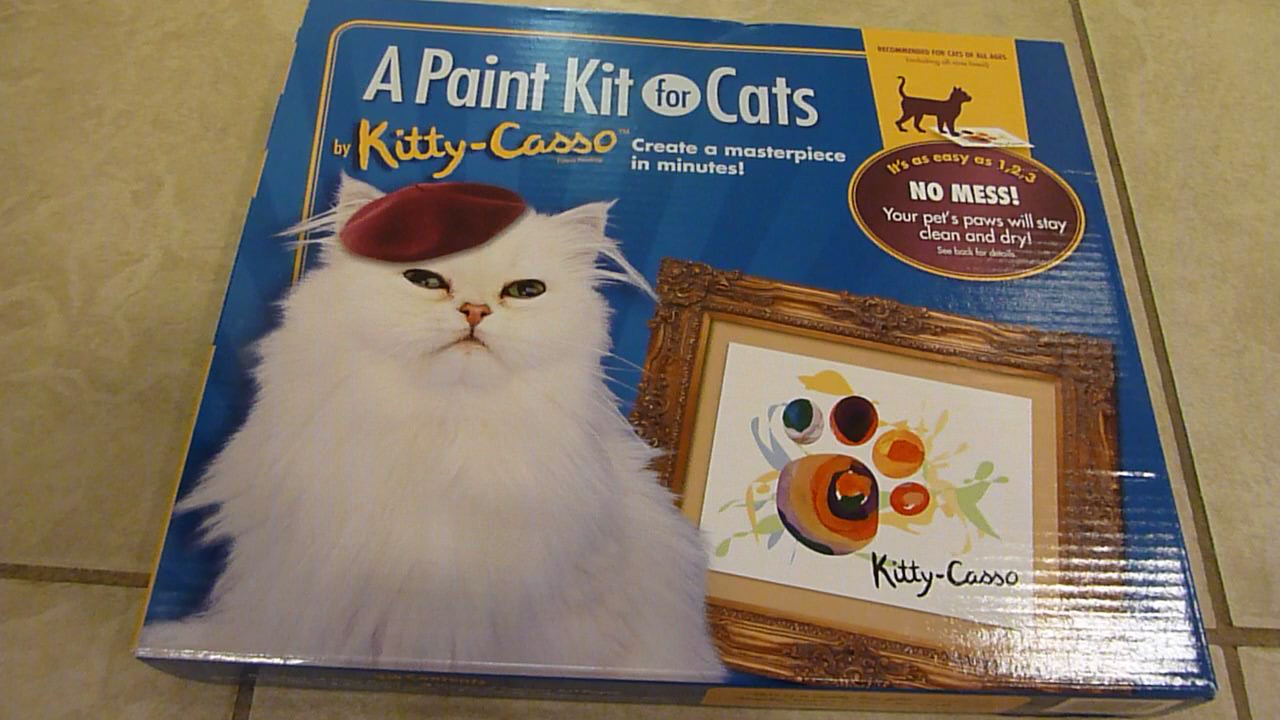 A Paint Kit for Cats
by Kitty-Casso™
Create a masterpiece
in minutes!
RECOMMENDED FOR CATS OF ALL AGES
It's as easy as 1,2,3
NO MESS!
Your pet's paws will stay
clean and dry!
See back for details.
Kitty-Casso